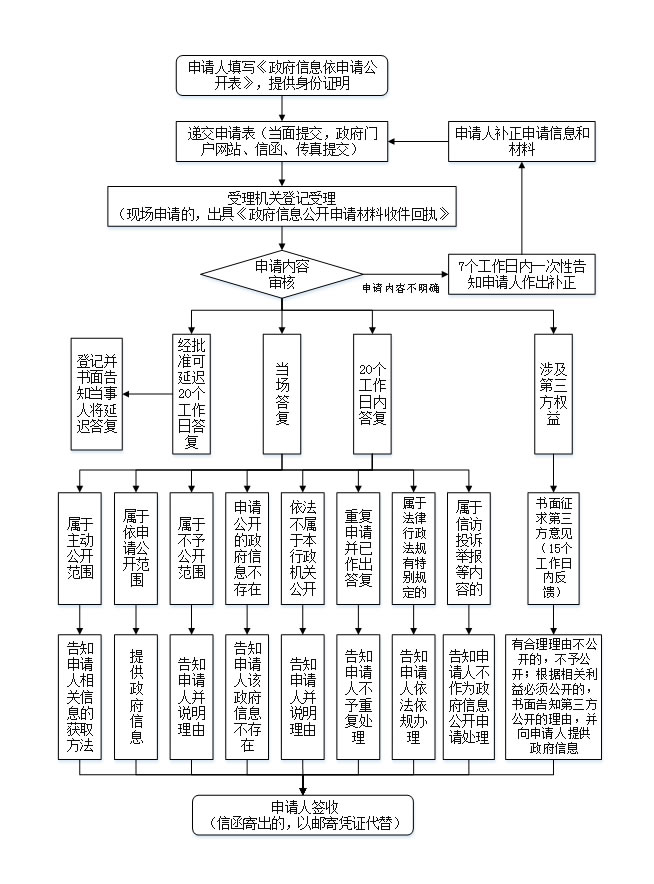 申请人填写《政府信息依申请公
开表》，提供身份证明
递交申请表（当面提交，政府门
户网站、信函、传真提交）
申请人补正申请信息和
材料
受理机关登记受理
（现场申请的，出具《政府信息公开申请材料收件回执》
申请内容
审核
申请内容不明确
7个工作日内一次性告
知申请人作出补正
登记并
书面告
知当事
人将延
迟答复
经批
准可
延迟
20个
工作
日答
复
当
场
答
复
20个
工作
日内
答复
涉及
第三
方权
益
属于
主动
公开
范围
属于
依申
请公
开范
围
属于
不予
公开
范围
申请
公开
的政
府信
息不
存在
依法
不属
于本
行政
机关
公开
重复
申请
并已
作出
答复
属于
法律
行政
法规
有特
别规
定的
属于
信访
投诉
举报
等内
容的
书面征
求第三
方意见
（15个
工作日
内反
馈）
告知
申请
人相
关信
息的
获取
方法
提供
政府
信息
告知
申请
人并
说明
理由
告知
申请
人该
政府
信息
不存
在
告知
申请
人并
说明
理由
告知
申请
人不
予重
复处
理
告知
申请
人依
法依
规办
理
告知申
请人不
作为政
府信息
公开申
请处理
有合理理由不公
开的，不予公
开；根据相关利
益必须公开的，
书面告知第三方
公开的理由，并
向申请人提供
政府信息
申请人签收
（信函寄出的，以邮寄凭证代替）